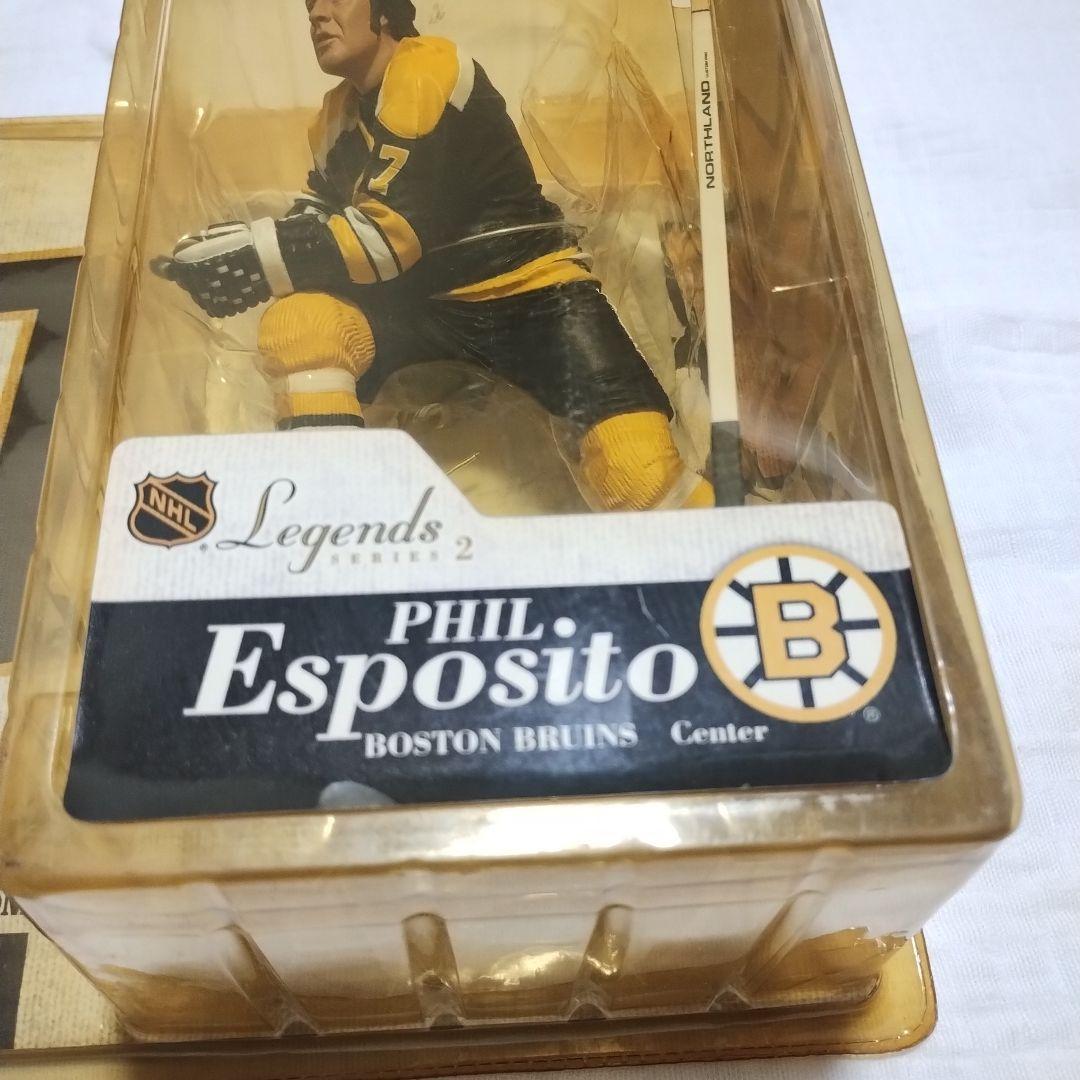 NORTHLAND
7
NHL
Legends
SERIES 2
PHIL
Esposito
BOSTON BRUINS Center
B
®